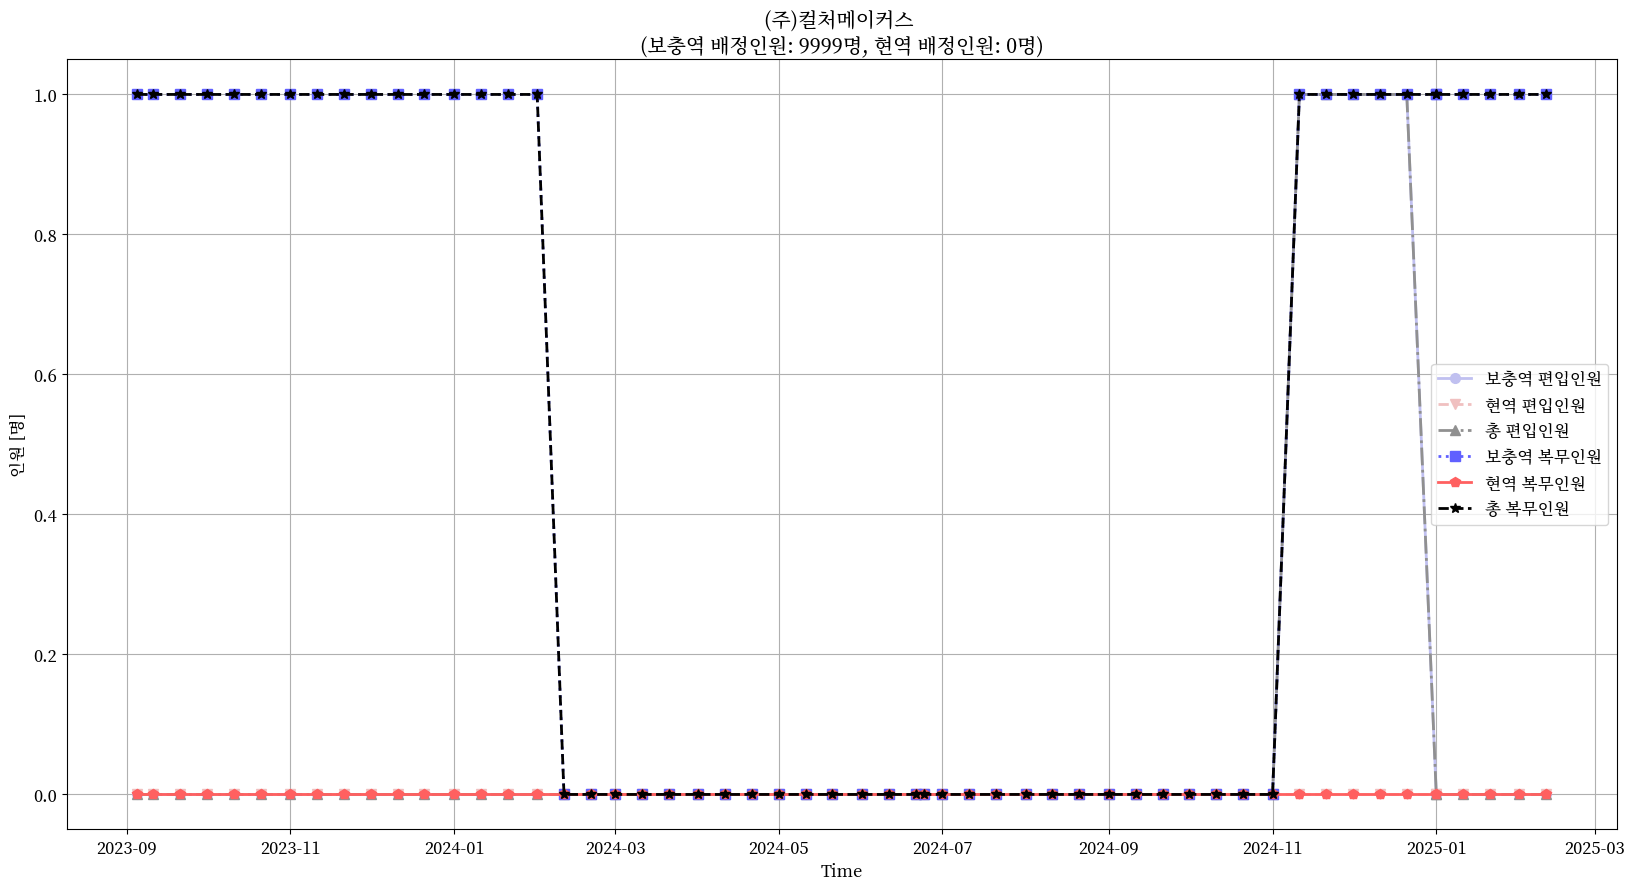 (주)컬처메이커스
(보충역 배정인원: 9999명, 현역 배정인원: 0명)
인원 [명]
1.0
0.8
0.6
0.4
0.2
0.0
보충역 편입인원
현역 편입인원
총 편입인원
보충역 복무인원
현역 복무인원
총 복무인원
2023-09
2023-11
2024-01
2024-03
2024-05
2024-07
2024-09
2024-11
2025-01
2025-03
Time